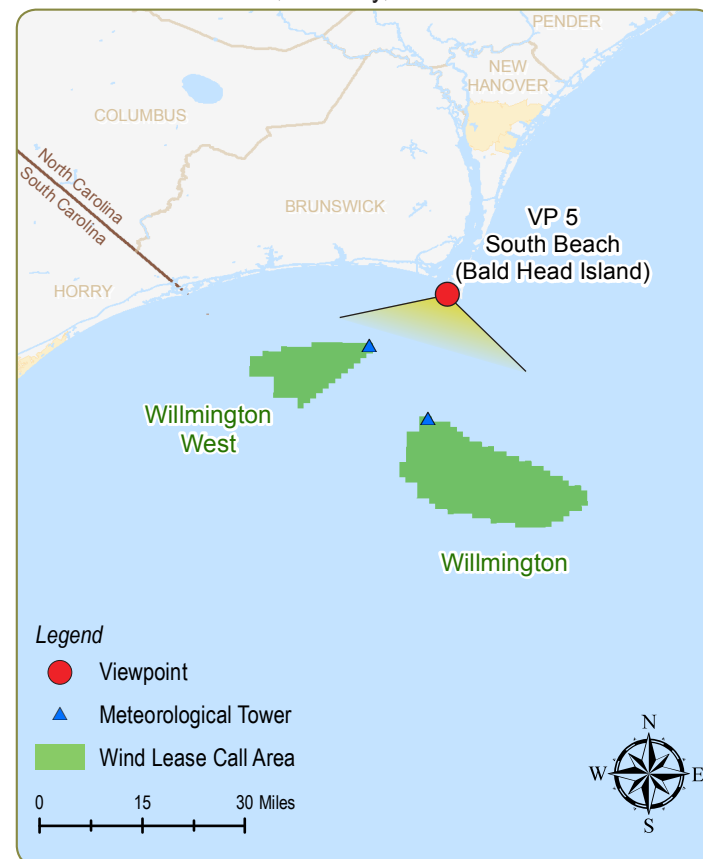 PENDER
NEW
HANOVER
COLUMBUS
North Carolina
South Carolina
BRUNSWICK
VP 5
South Beach
(Bald Head Island)
HORRY
Willmington
West
Willmington
Legend
Viewpoint
Meteorological Tower
Wind Lease Call Area
0 15 30 Miles
N
W E
S